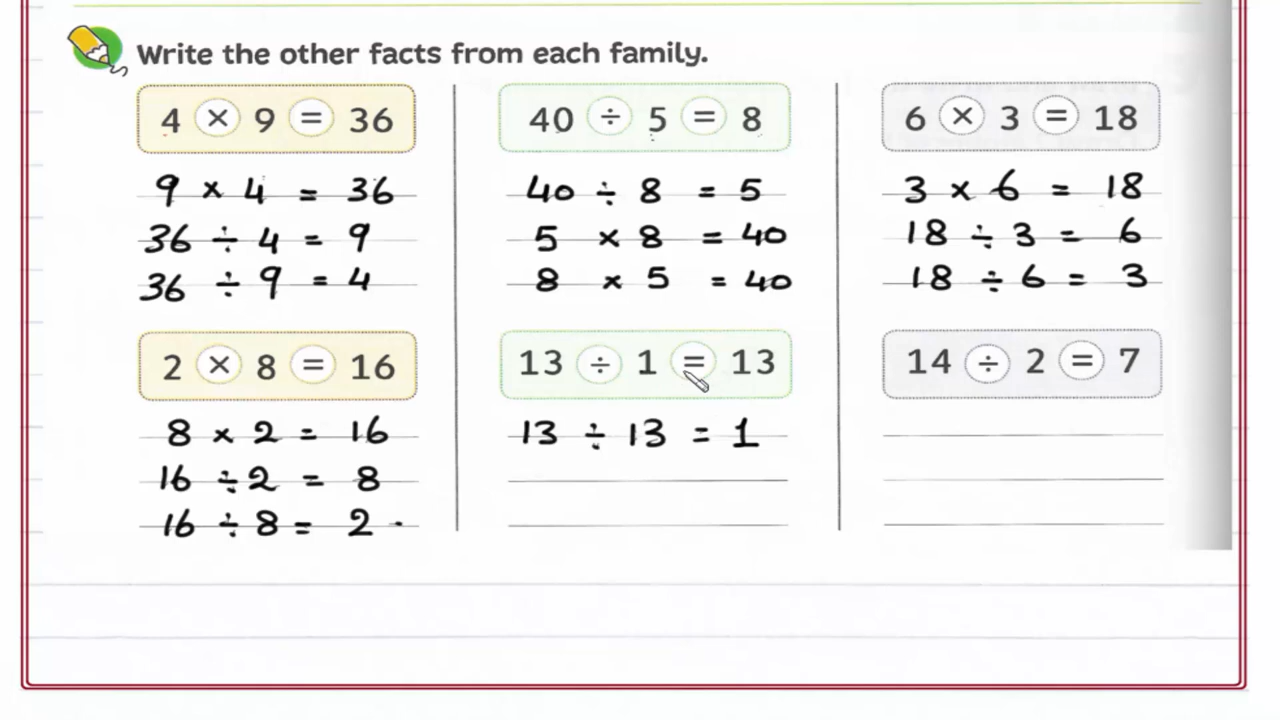 Write the other facts from each family.
4 × 9 = 36
9 × 4 = 36
36 ÷ 4 = 9
36 ÷ 9 = 4
2 × 8 = 16
8 × 2 = 16
16 ÷ 2 = 8
16 ÷ 8 = 2
40 ÷ 5 = 8
40 ÷ 8 = 5
5 × 8 = 40
8 × 5 = 40
13 ÷ 1 = 13
13 ÷ 13 = 1
6 × 3 = 18
3 × 6 = 18
18 ÷ 3 = 6
18 ÷ 6 = 3
14 ÷ 2 = 7